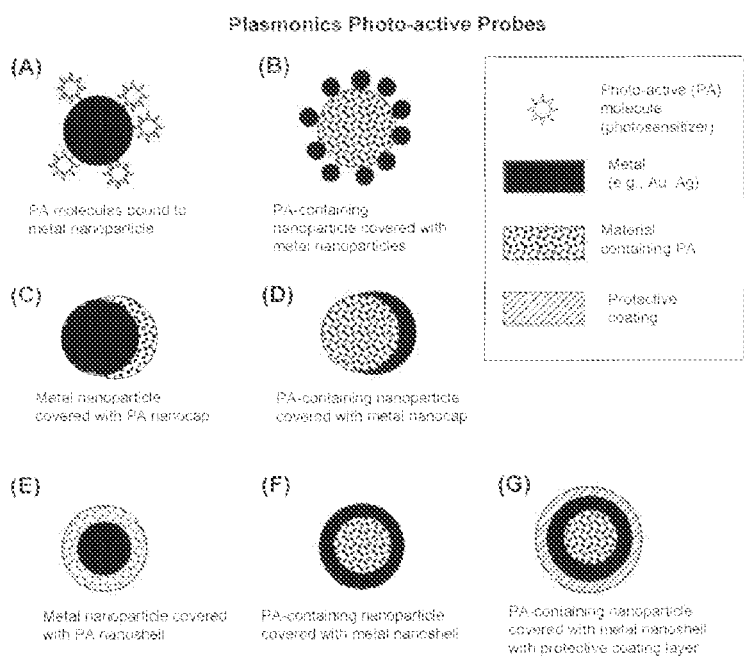 Plasmonics Photo-active Probes
(A)
PA molecules bound to
metal nanoparticle
(B)
PA-containing
nanoparticle covered with
metal nanoparticles
Photo-active (PA)
molecule
(photosensitizer)
Metal
(e.g., Au, Ag)
Material
containing PA
Protective
coating
(C)
Metal nanoparticle
covered with PA nanocap
(D)
PA-containing nanoparticle
covered with metal nanocap
(E)
Metal nanoparticle covered
with PA nanoshell
(F)
PA-containing nanoparticle
covered with metal nanoshell
(G)
PA-containing nanoparticle
covered with metal nanoshell
with protective coating layer